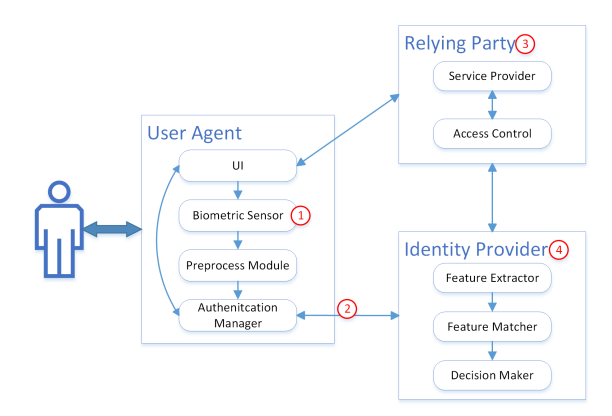 User Agent
UI
Biometric Sensor 1
Preprocess Module
Authenitcation
Manager
2
Relying Party 3
Service Provider
Access Control
Identity Provider 4
Feature Extractor
Feature Matcher
Decision Maker